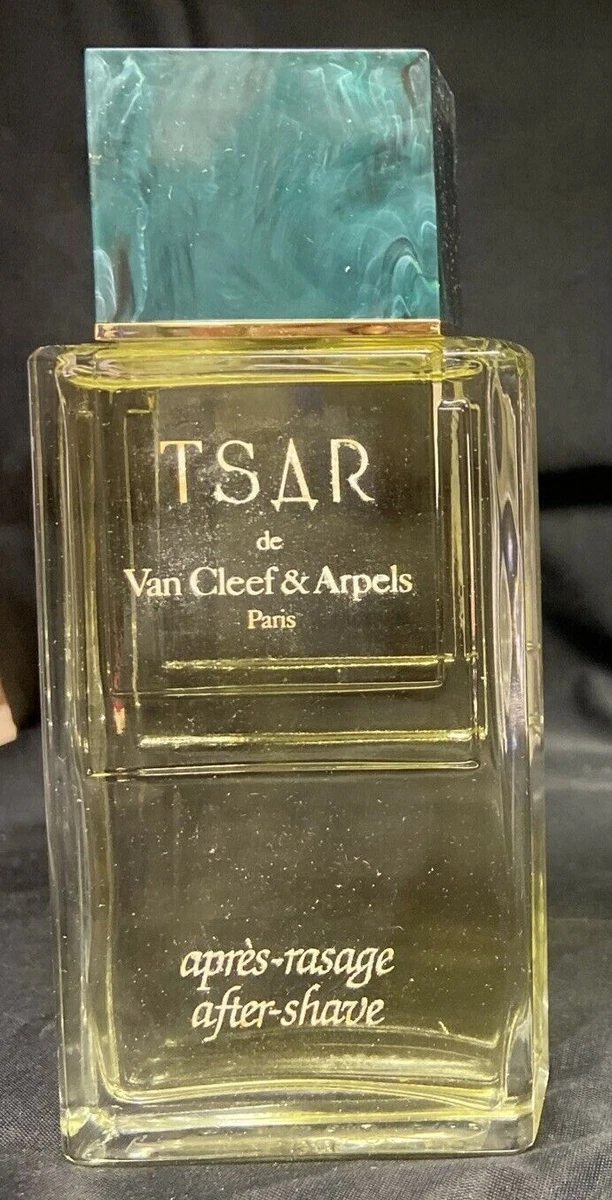 TSAR
de
Van Cleef & Arpels
Paris
après-rasage
after-shave